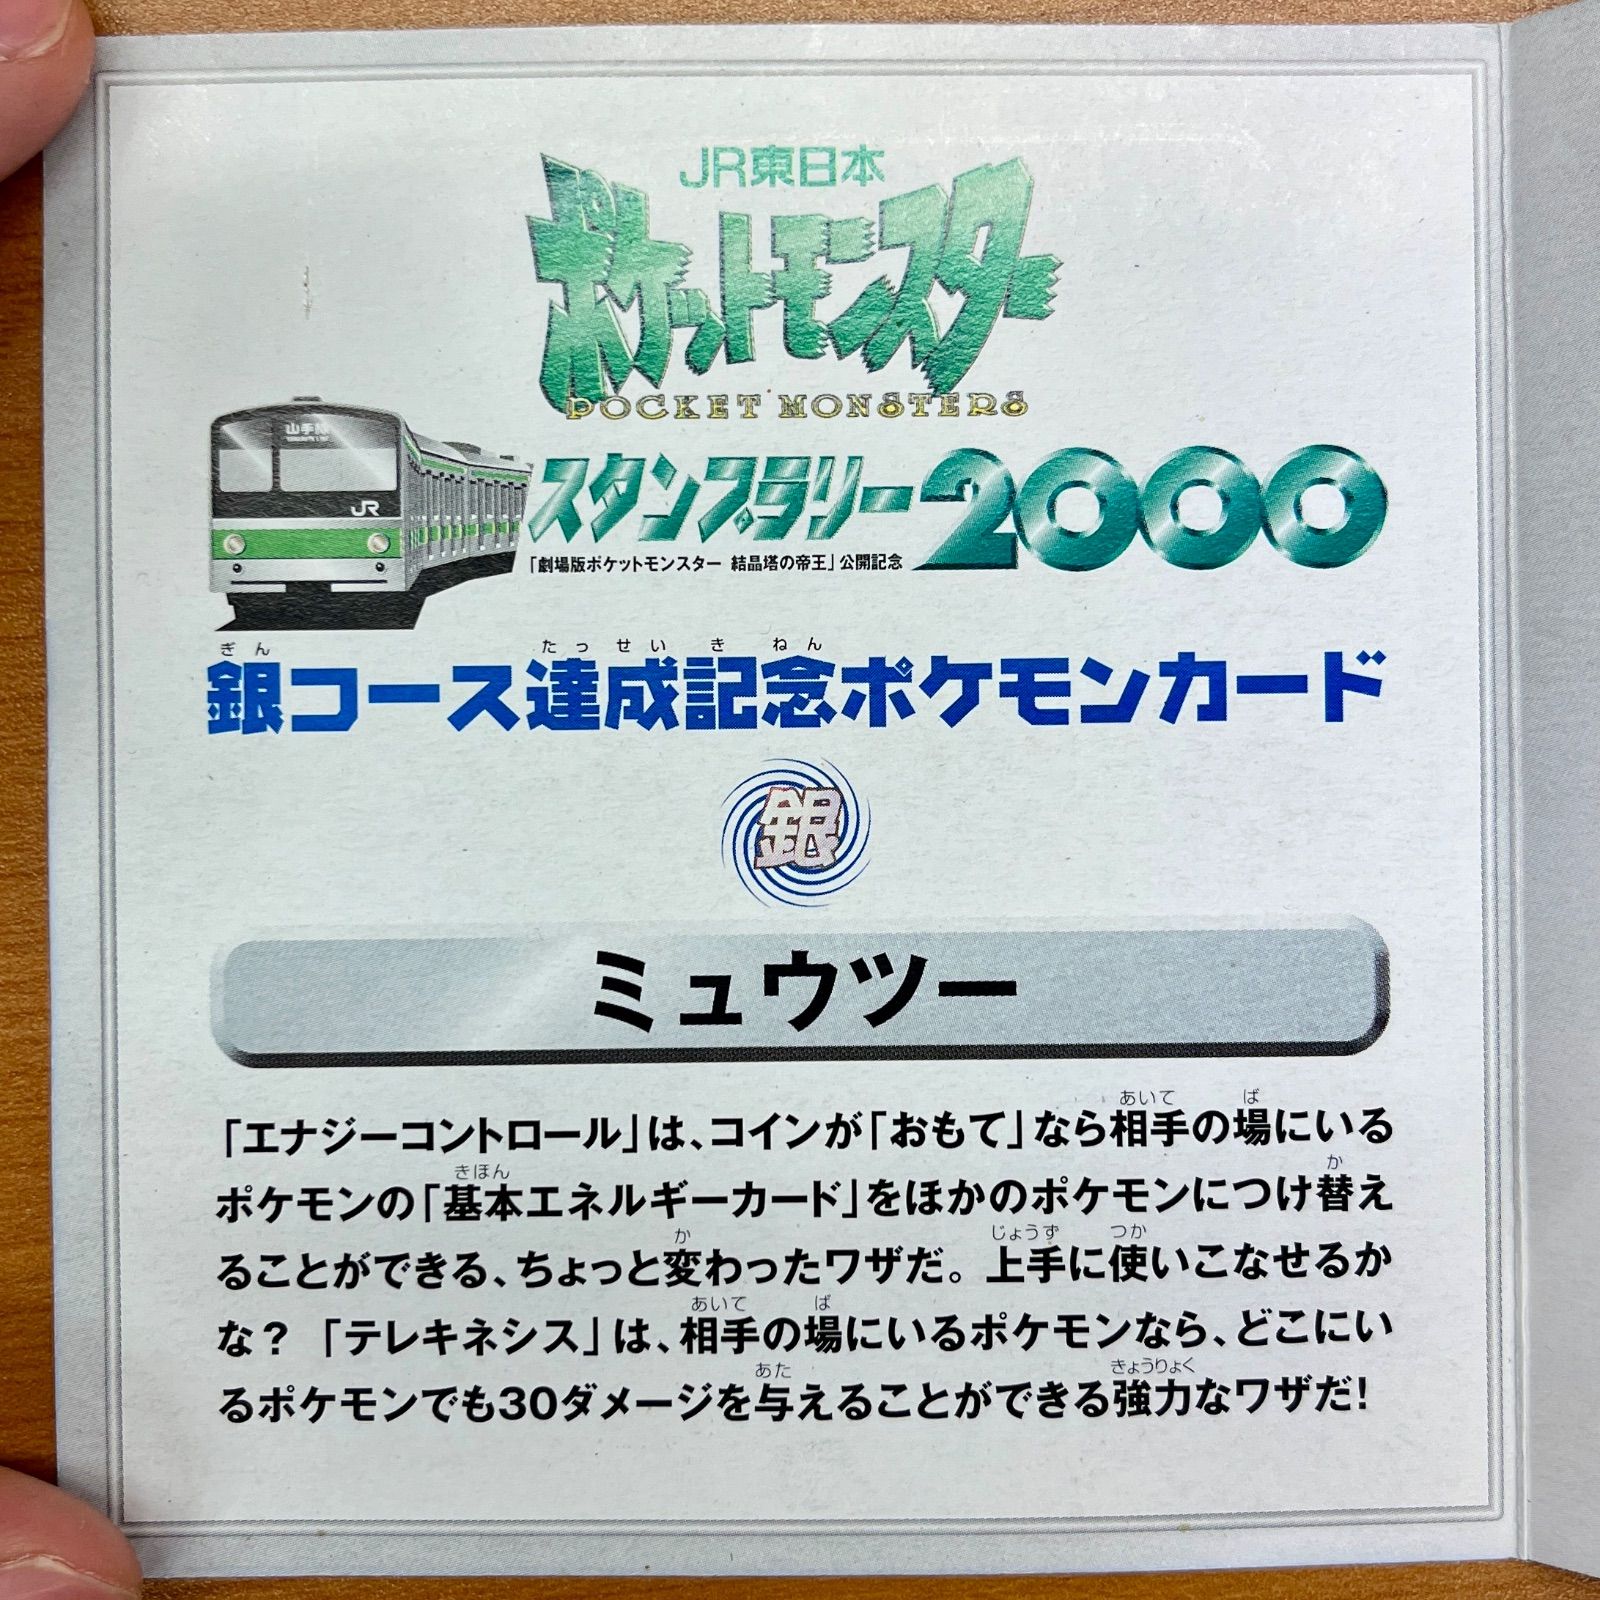 JR東日本
ポケットモンスター
POCKET MONSTERS
山手線
JR
スタンプラリー2000
「劇場版ポケットモンスター 結晶塔の帝王」公開記念
ぎん たっせい き ねん
銀コース達成記念ポケモンカード
銀
ミュウツー
あいて ば
「エナジーコントロール」は、コインが「おもて」なら相手の場にいる
きほん か
ポケモンの「基本エネルギーカード」をほかのポケモンにつけ替え
か じょうず つか
ることができる、ちょっと変わったワザだ。上手に使いこなせるか
あいて ば
な？「テレキネシス」は、相手の場にいるポケモンなら、どこにい
あた きょうりょく
るポケモンでも30ダメージを与えることができる強力なワザだ！